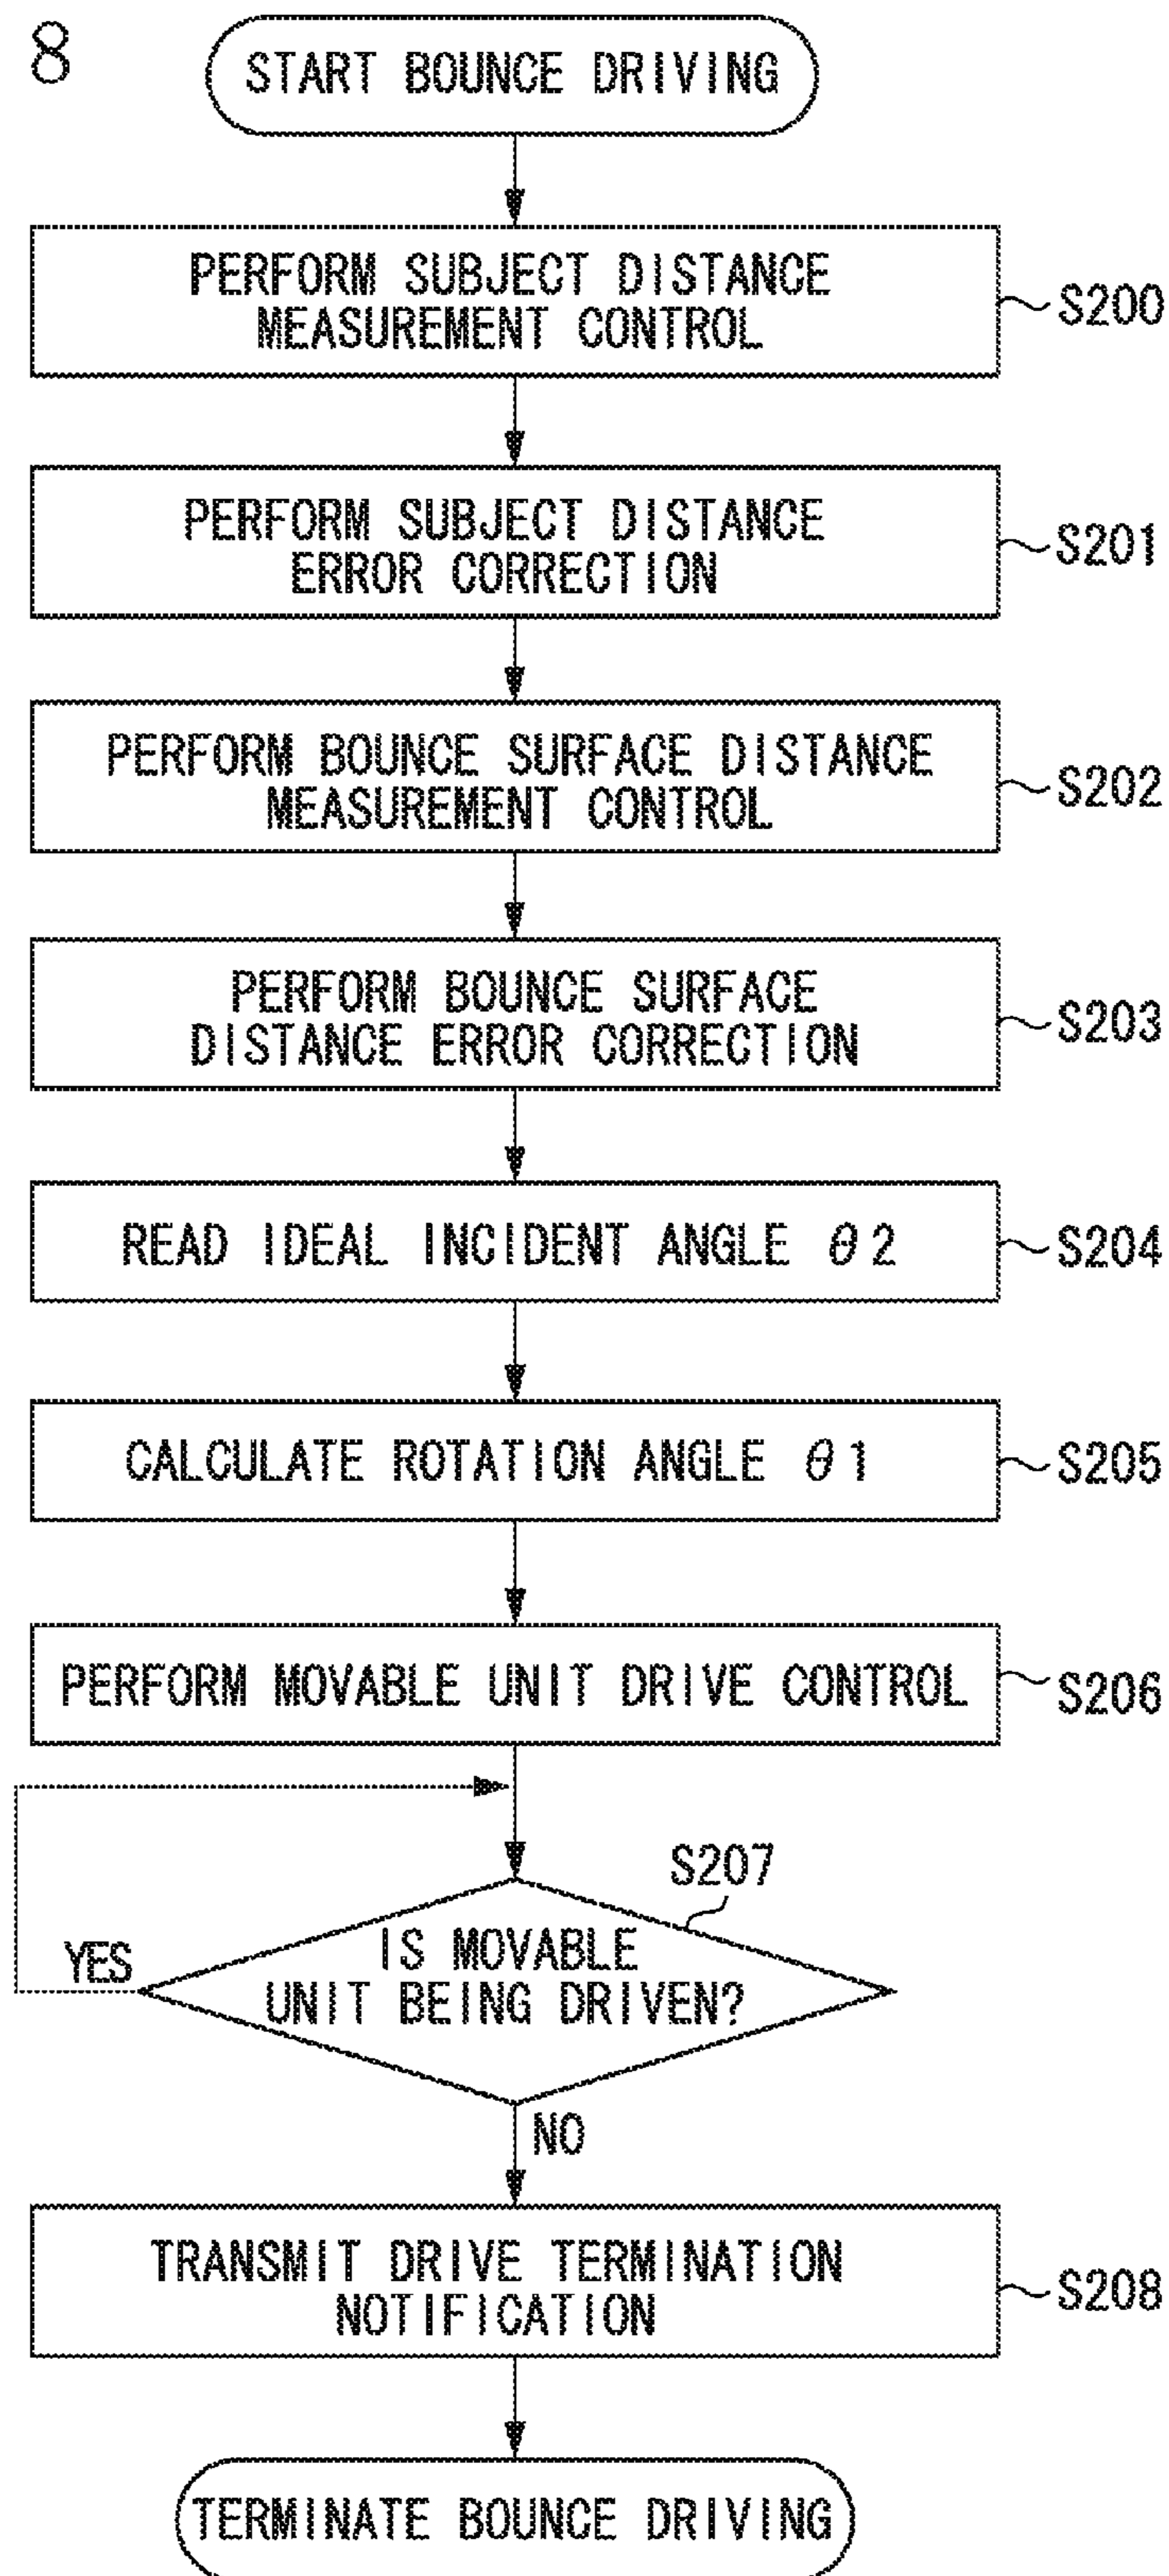 8
START BOUNCE DRIVING
PERFORM SUBJECT DISTANCE
MEASUREMENT CONTROL
S200
PERFORM SUBJECT DISTANCE
ERROR CORRECTION
S201
PERFORM BOUNCE SURFACE DISTANCE
MEASUREMENT CONTROL
S202
PERFORM BOUNCE SURFACE
DISTANCE ERROR CORRECTION
S203
READ IDEAL INCIDENT ANGLE θ2
S204
CALCULATE ROTATION ANGLE θ1
S205
PERFORM MOVABLE UNIT DRIVE CONTROL
S206
S207
IS MOVABLE
UNIT BEING DRIVEN?
YES
NO
TRANSMIT DRIVE TERMINATION
NOTIFICATION
S208
TERMINATE BOUNCE DRIVING